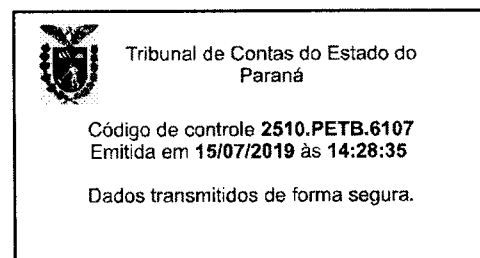 Tribunal de Contas do Estado do
Paraná
Código de controle 2510.PETB.6107
Emitida em 15/07/2019 às 14:28:35
Dados transmitidos de forma segura.